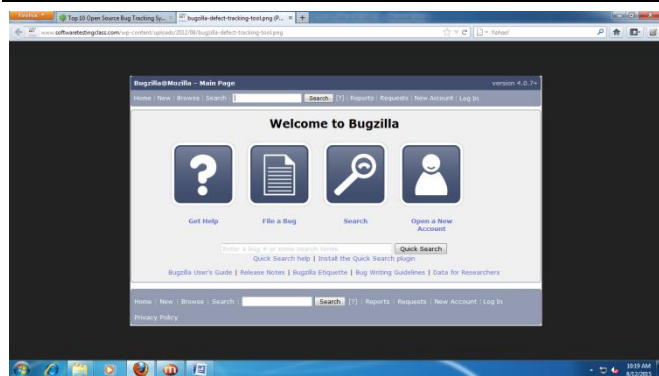 Firefox
Top 10 Open Source Bug Tracking Sy...
bugzilla-defect-tracking-tool.png (P...
www.softwaretestingclass.com/wp-content/uploads/2012/08/bugzilla-defect-tracking-tool.png
Yahoo!
Bugzilla@Mozilla – Main Page version 4.0.7+
Home | New | Browse | Search | Search [?] | Reports | Requests | New Account | Log In
Welcome to Bugzilla
Get Help File a Bug Search Open a New
Account
Enter a bug # or some search terms Quick Search
Quick Search help | Install the Quick Search plugin
Bugzilla User's Guide | Release Notes | Bugzilla Etiquette | Bug Writing Guidelines | Data for Researchers
Home | New | Browse | Search | Search [?] | Reports | Requests | New Account | Log In
Privacy Policy
10:19 AM
8/12/2015